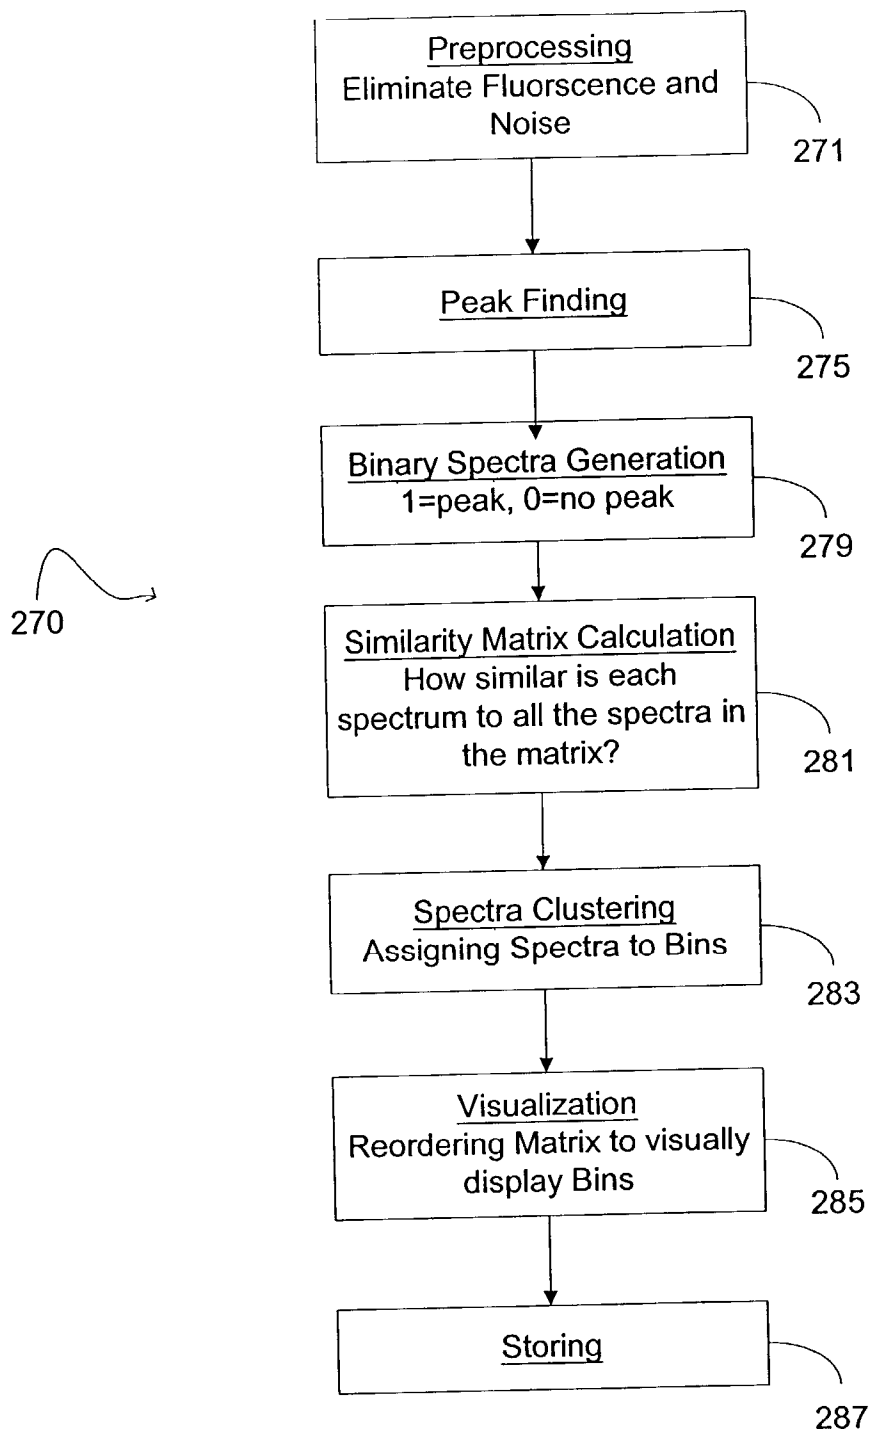 Preprocessing
Eliminate Fluorscence and
Noise
271
Peak Finding
275
Binary Spectra Generation
1=peak, 0=no peak
279
270
Similarity Matrix Calculation
How similar is each
spectrum to all the spectra in
the matrix?
281
Spectra Clustering
Assigning Spectra to Bins
283
Visualization
Reordering Matrix to visually
display Bins
285
Storing
287